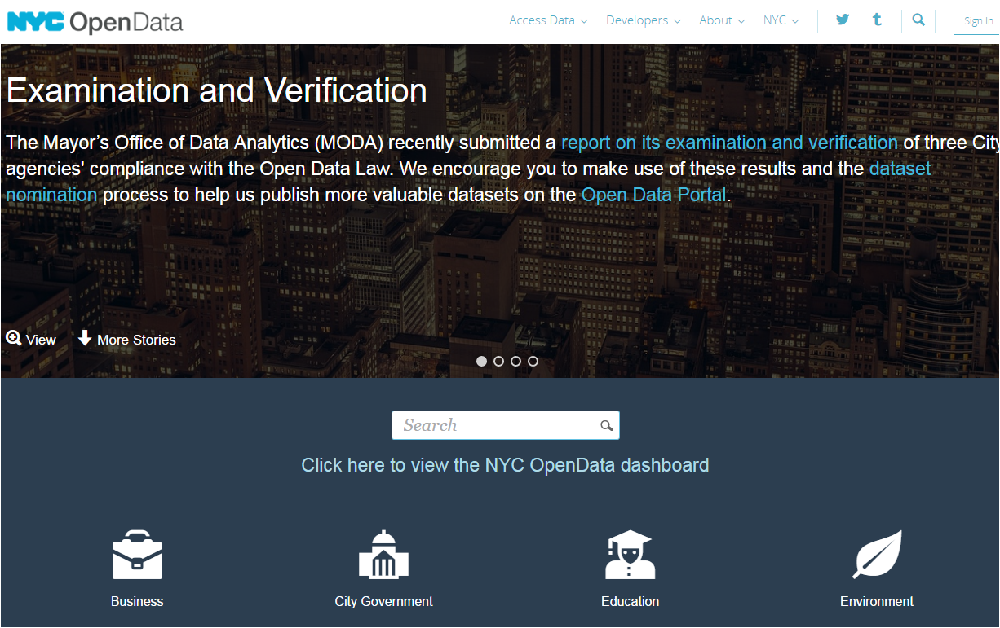 NYC OpenData
Access Data
Developers
About
NYC
Sign In
Examination and Verification
The Mayor’s Office of Data Analytics (MODA) recently submitted a report on its examination and verification of three City
agencies' compliance with the Open Data Law. We encourage you to make use of these results and the dataset
nomination process to help us publish more valuable datasets on the Open Data Portal.
View
More Stories
Search
Click here to view the NYC OpenData dashboard
Business
City Government
Education
Environment